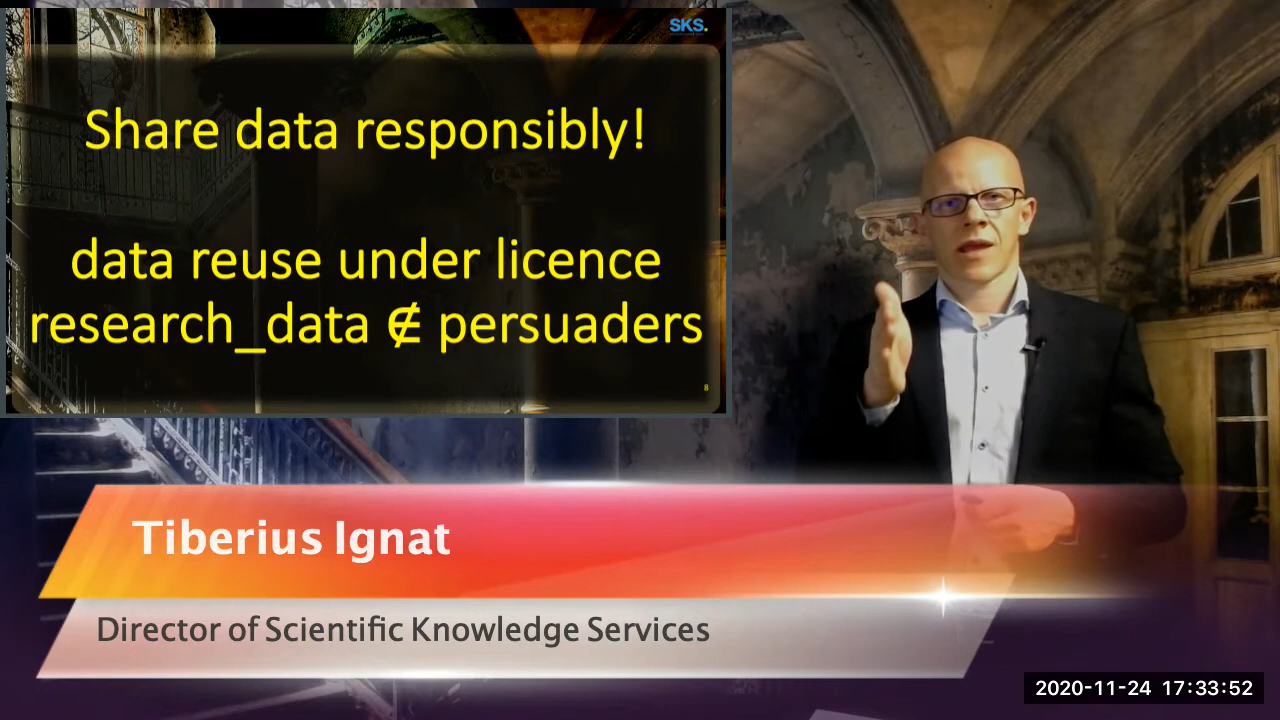 SKS.
Share data responsibly!
data reuse under licence
research_data ∉ persuaders
8
Tiberius Ignat
Director of Scientific Knowledge Services
2020-11-24 17:33:52